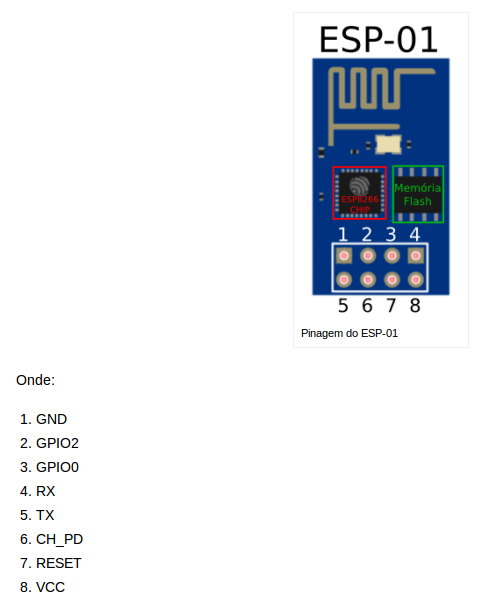 ESP-01
ESP8266
CHIP
Memória
Flash
1 2 3 4
5 6 7 8
Pinagem do ESP-01
Onde:
1. GND
2. GPIO2
3. GPIO0
4. RX
5. TX
6. CH_PD
7. RESET
8. VCC